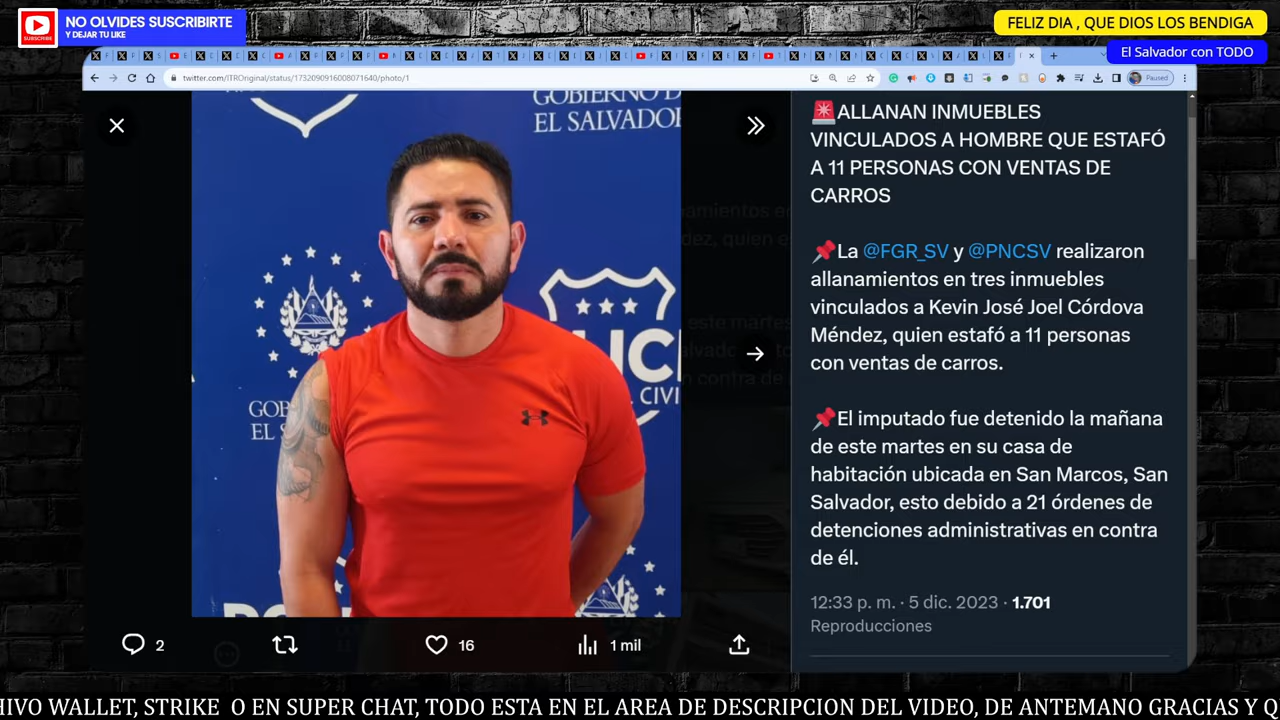 NO OLVIDES SUSCRIBIRTE
Y DEJAR TU LIKE
SUBSCRIBE
FELIZ DIA , QUE DIOS LOS BENDIGA
El Salvador con TODO
twitter.com/ITROriginal/status/1732090916008071640/photo/1
Paused
GOBIERNO D
EL SALVADOR
🚨ALLANAN INMUEBLES
VINCULADOS A HOMBRE QUE ESTAFÓ
A 11 PERSONAS CON VENTAS DE
CARROS
📌La @FGR_SV y @PNCSV realizaron
allanamientos en tres inmuebles
vinculados a Kevin José Joel Córdova
Méndez, quien estafó a 11 personas
con ventas de carros.
📌El imputado fue detenido la mañana
de este martes en su casa de
habitación ubicada en San Marcos, San
Salvador, esto debido a 21 órdenes de
detenciones administrativas en contra
de él.
12:33 p. m. · 5 dic. 2023 · 1.701
Reproducciones
LICI
CIVI
GOB
EL S
2
16
1 mil
HIVO WALLET, STRIKE O EN SUPER CHAT, TODO ESTA EN EL AREA DE DESCRIPCION DEL VIDEO, DE ANTEMANO GRACIAS Y Q